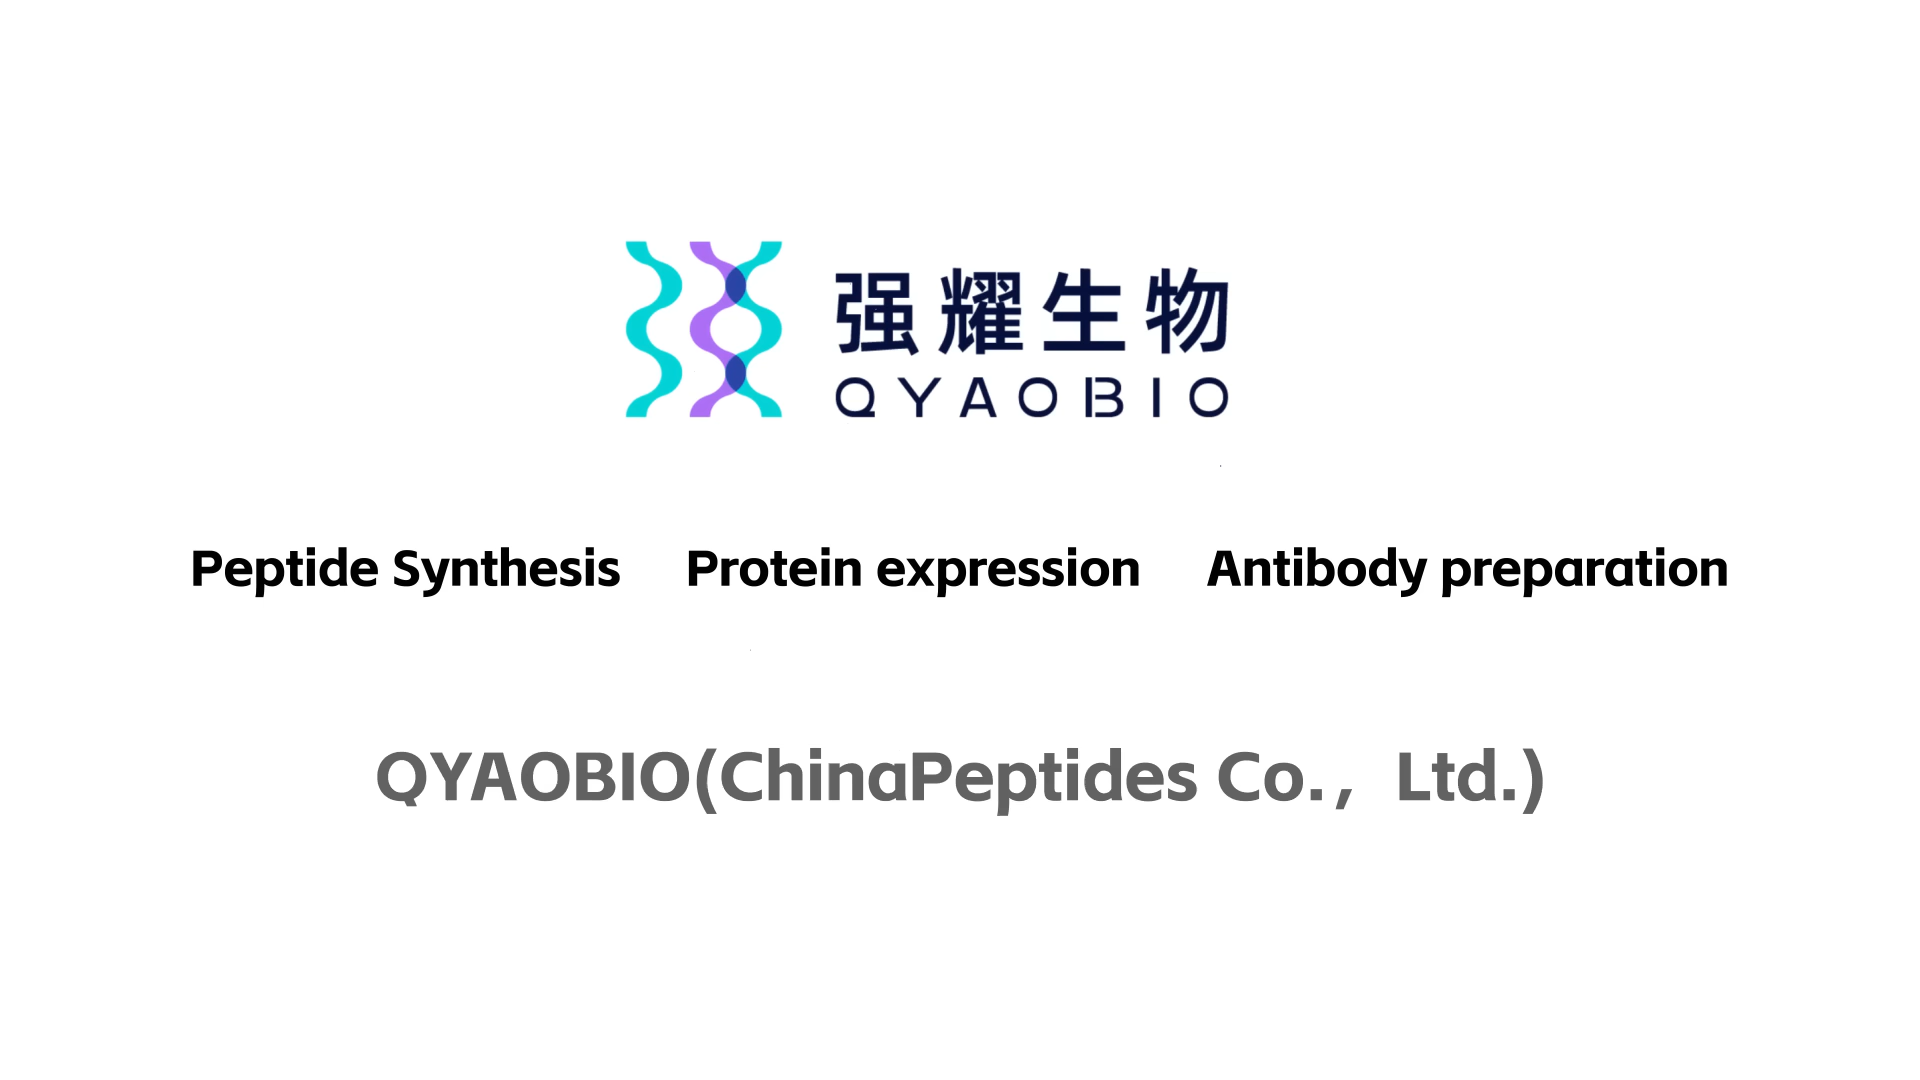 强耀生物
QYAOBIO
Peptide Synthesis Protein expression Antibody preparation
QYAOBIO(ChinaPeptides Co.，Ltd.)